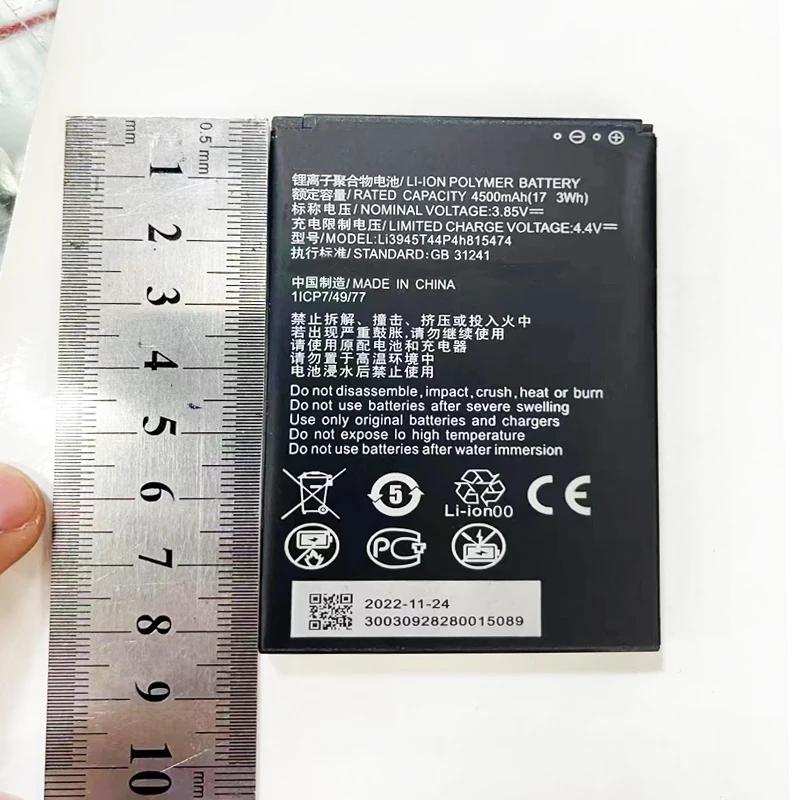 mm
0.5 mm
1
2
3
4
5
6
7
8
9
10
mm
锂离子聚合物电池/LI-ION POLYMER BATTERY
额定容量/RATED CAPACITY 4500mAh(17 3Wh)
标称电压/NOMINAL VOLTAGE:3.85V⎓
充电限制电压/LIMITED CHARGE VOLTAGE:4.4V⎓
型号/MODEL:Li3945T44P4h815474
执行标准/STANDARD:GB 31241
中国制造/MADE IN CHINA
1ICP7/49/77
禁止拆解、撞击、挤压或投入火中
若出现严重鼓胀,请勿继续使用
请使用原配电池和充电器
请勿置于高温环境中
电池浸水后禁止使用
Do not disassemble, impact, crush, heat or burn
Do not use batteries after severe swelling
Use only original batteries and chargers
Do not expose lo high temperature
Do not use batteries after water immersion
5
Li-ion00
CE
PC
2022-11-24
30030928280015089